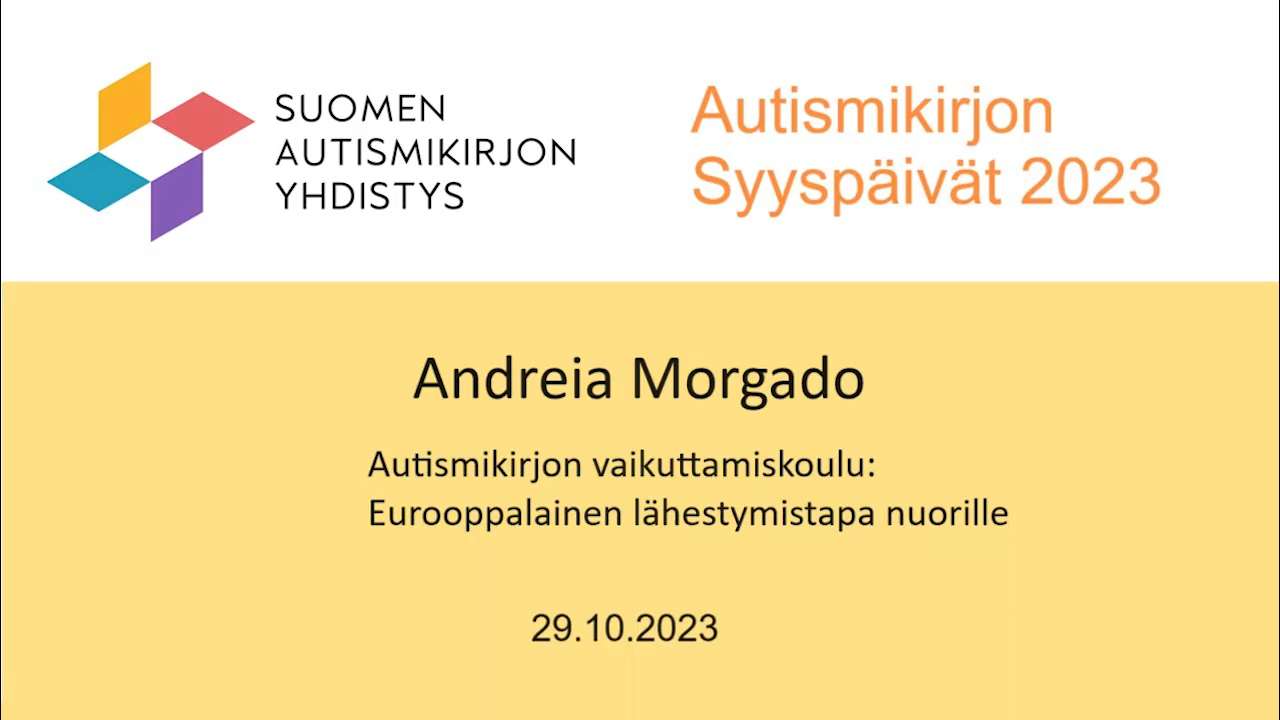 SUOMEN
AUTISMIKIRJON
YHDISTYS
Autismikirjon
Syyspäivät 2023
Andreia Morgado
Autismikirjon vaikuttamiskoulu:
Eurooppalainen lähestymistapa nuorille
29.10.2023